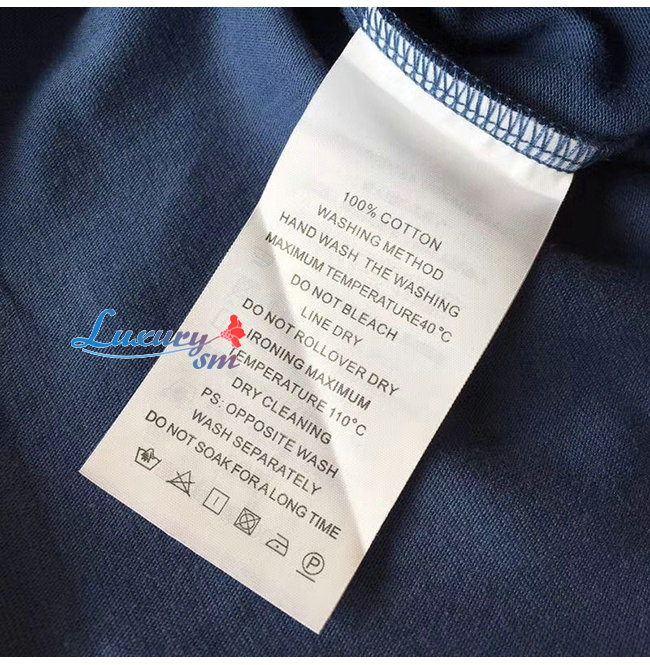 100% COTTON
WASHING METHOD
HAND WASH THE WASHING
MAXIMUM TEMPERATURE40°C
DO NOT BLEACH
LINE DRY
DO NOT ROLLOVER DRY
IRONING MAXIMUM
TEMPERATURE 110°C
DRY CLEANING
PS: OPPOSITE WASH
WASH SEPARATELY
DO NOT SOAK FOR A LONG TIME
P
Luxury
sm